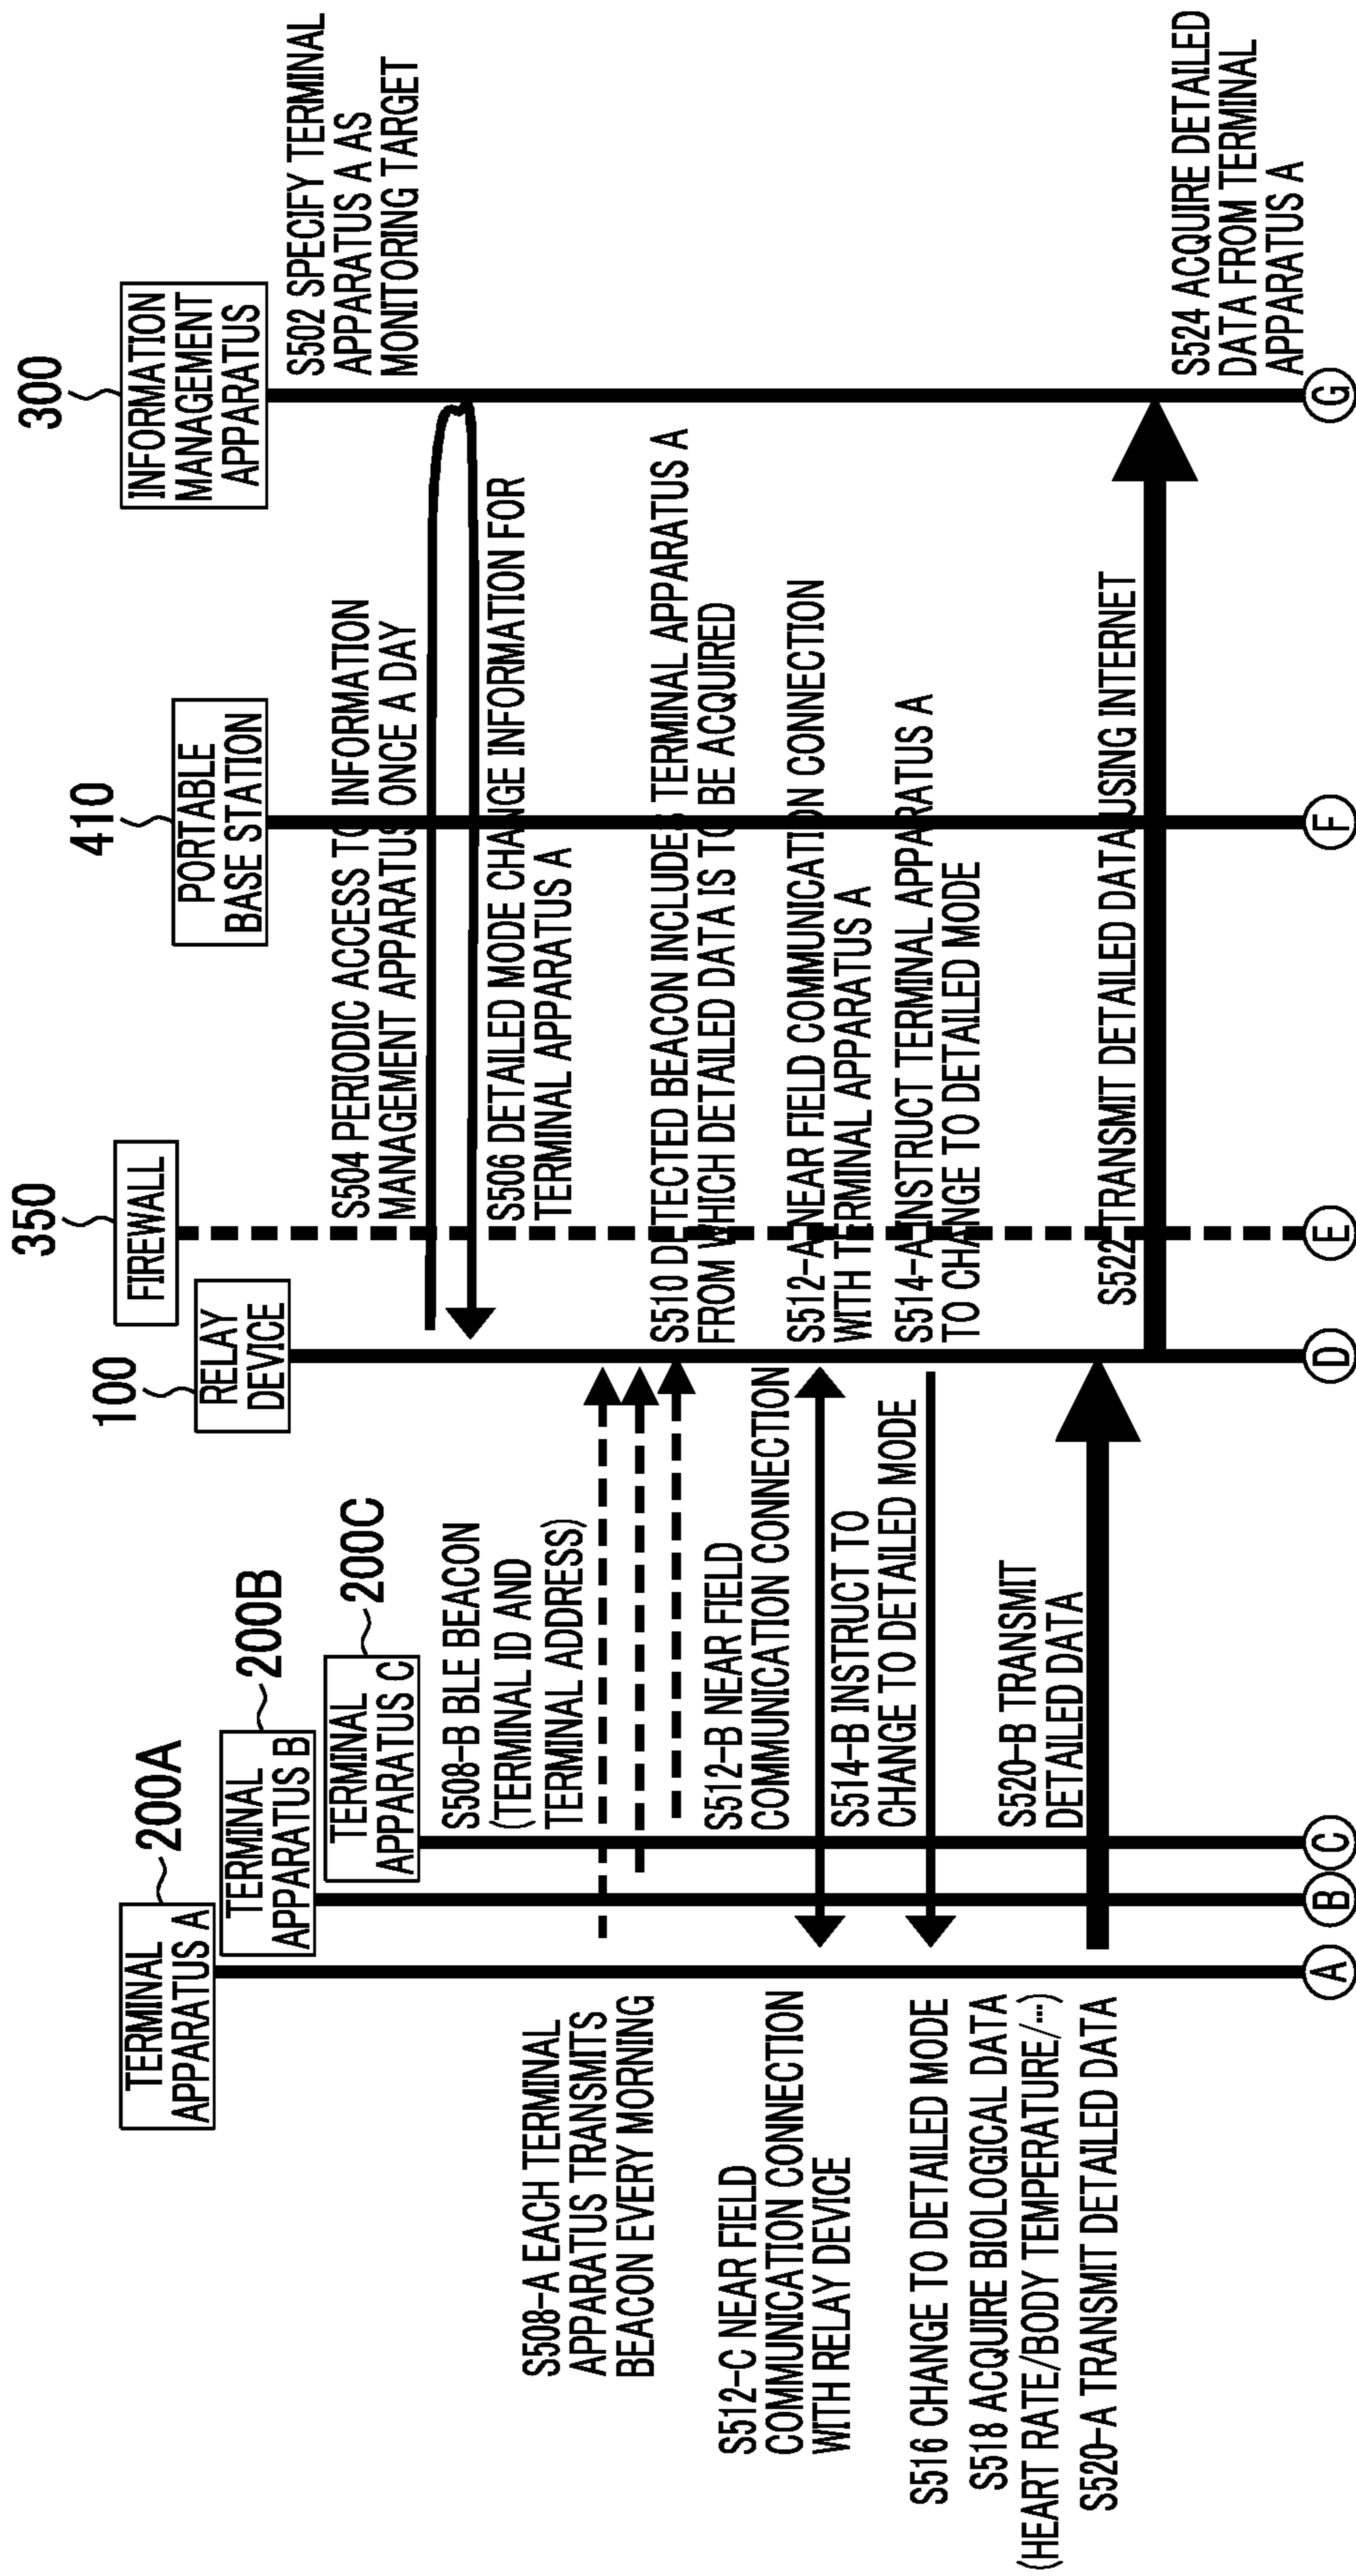 200A
TERMINAL
APPARATUS A
200B
TERMINAL
APPARATUS B
200C
TERMINAL
APPARATUS C
100
RELAY
DEVICE
350
FIREWALL
410
PORTABLE
BASE STATION
300
INFORMATION
MANAGEMENT
APPARATUS
S502 SPECIFY TERMINAL
APPARATUS A AS
MONITORING TARGET
S504 PERIODIC ACCESS TO INFORMATION
MANAGEMENT APPARATUS ONCE A DAY
S506 DETAILED MODE CHANGE INFORMATION FOR
TERMINAL APPARATUS A
S508-A EACH TERMINAL
APPARATUS TRANSMITS
BEACON EVERY MORNING
S508-B BLE BEACON
(TERMINAL ID AND
TERMINAL ADDRESS)
S510 DETECTED BEACON INCLUDES TERMINAL APPARATUS A
FROM WHICH DETAILED DATA IS TO BE ACQUIRED
S512-C NEAR FIELD
COMMUNICATION CONNECTION
WITH RELAY DEVICE
S512-B NEAR FIELD
COMMUNICATION CONNECTION
S512-A NEAR FIELD COMMUNICATION CONNECTION
WITH TERMINAL APPARATUS A
S514-B INSTRUCT TO
CHANGE TO DETAILED MODE
S514-A INSTRUCT TERMINAL APPARATUS A
TO CHANGE TO DETAILED MODE
S516 CHANGE TO DETAILED MODE
S518 ACQUIRE BIOLOGICAL DATA
(HEART RATE/BODY TEMPERATURE/···)
S520-A TRANSMIT DETAILED DATA
S520-B TRANSMIT
DETAILED DATA
S522 TRANSMIT DETAILED DATA USING INTERNET
S524 ACQUIRE DETAILED
DATA FROM TERMINAL
APPARATUS A
A
B
C
D
E
F
G